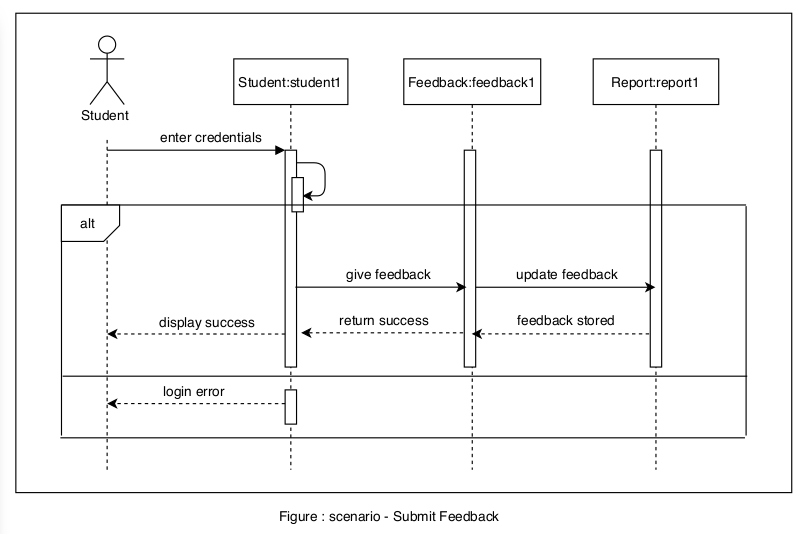 Student:student1
Feedback:feedback1
Report:report1
Student
enter credentials
alt
give feedback
update feedback
display success
return success
feedback stored
login error
Figure : scenario - Submit Feedback